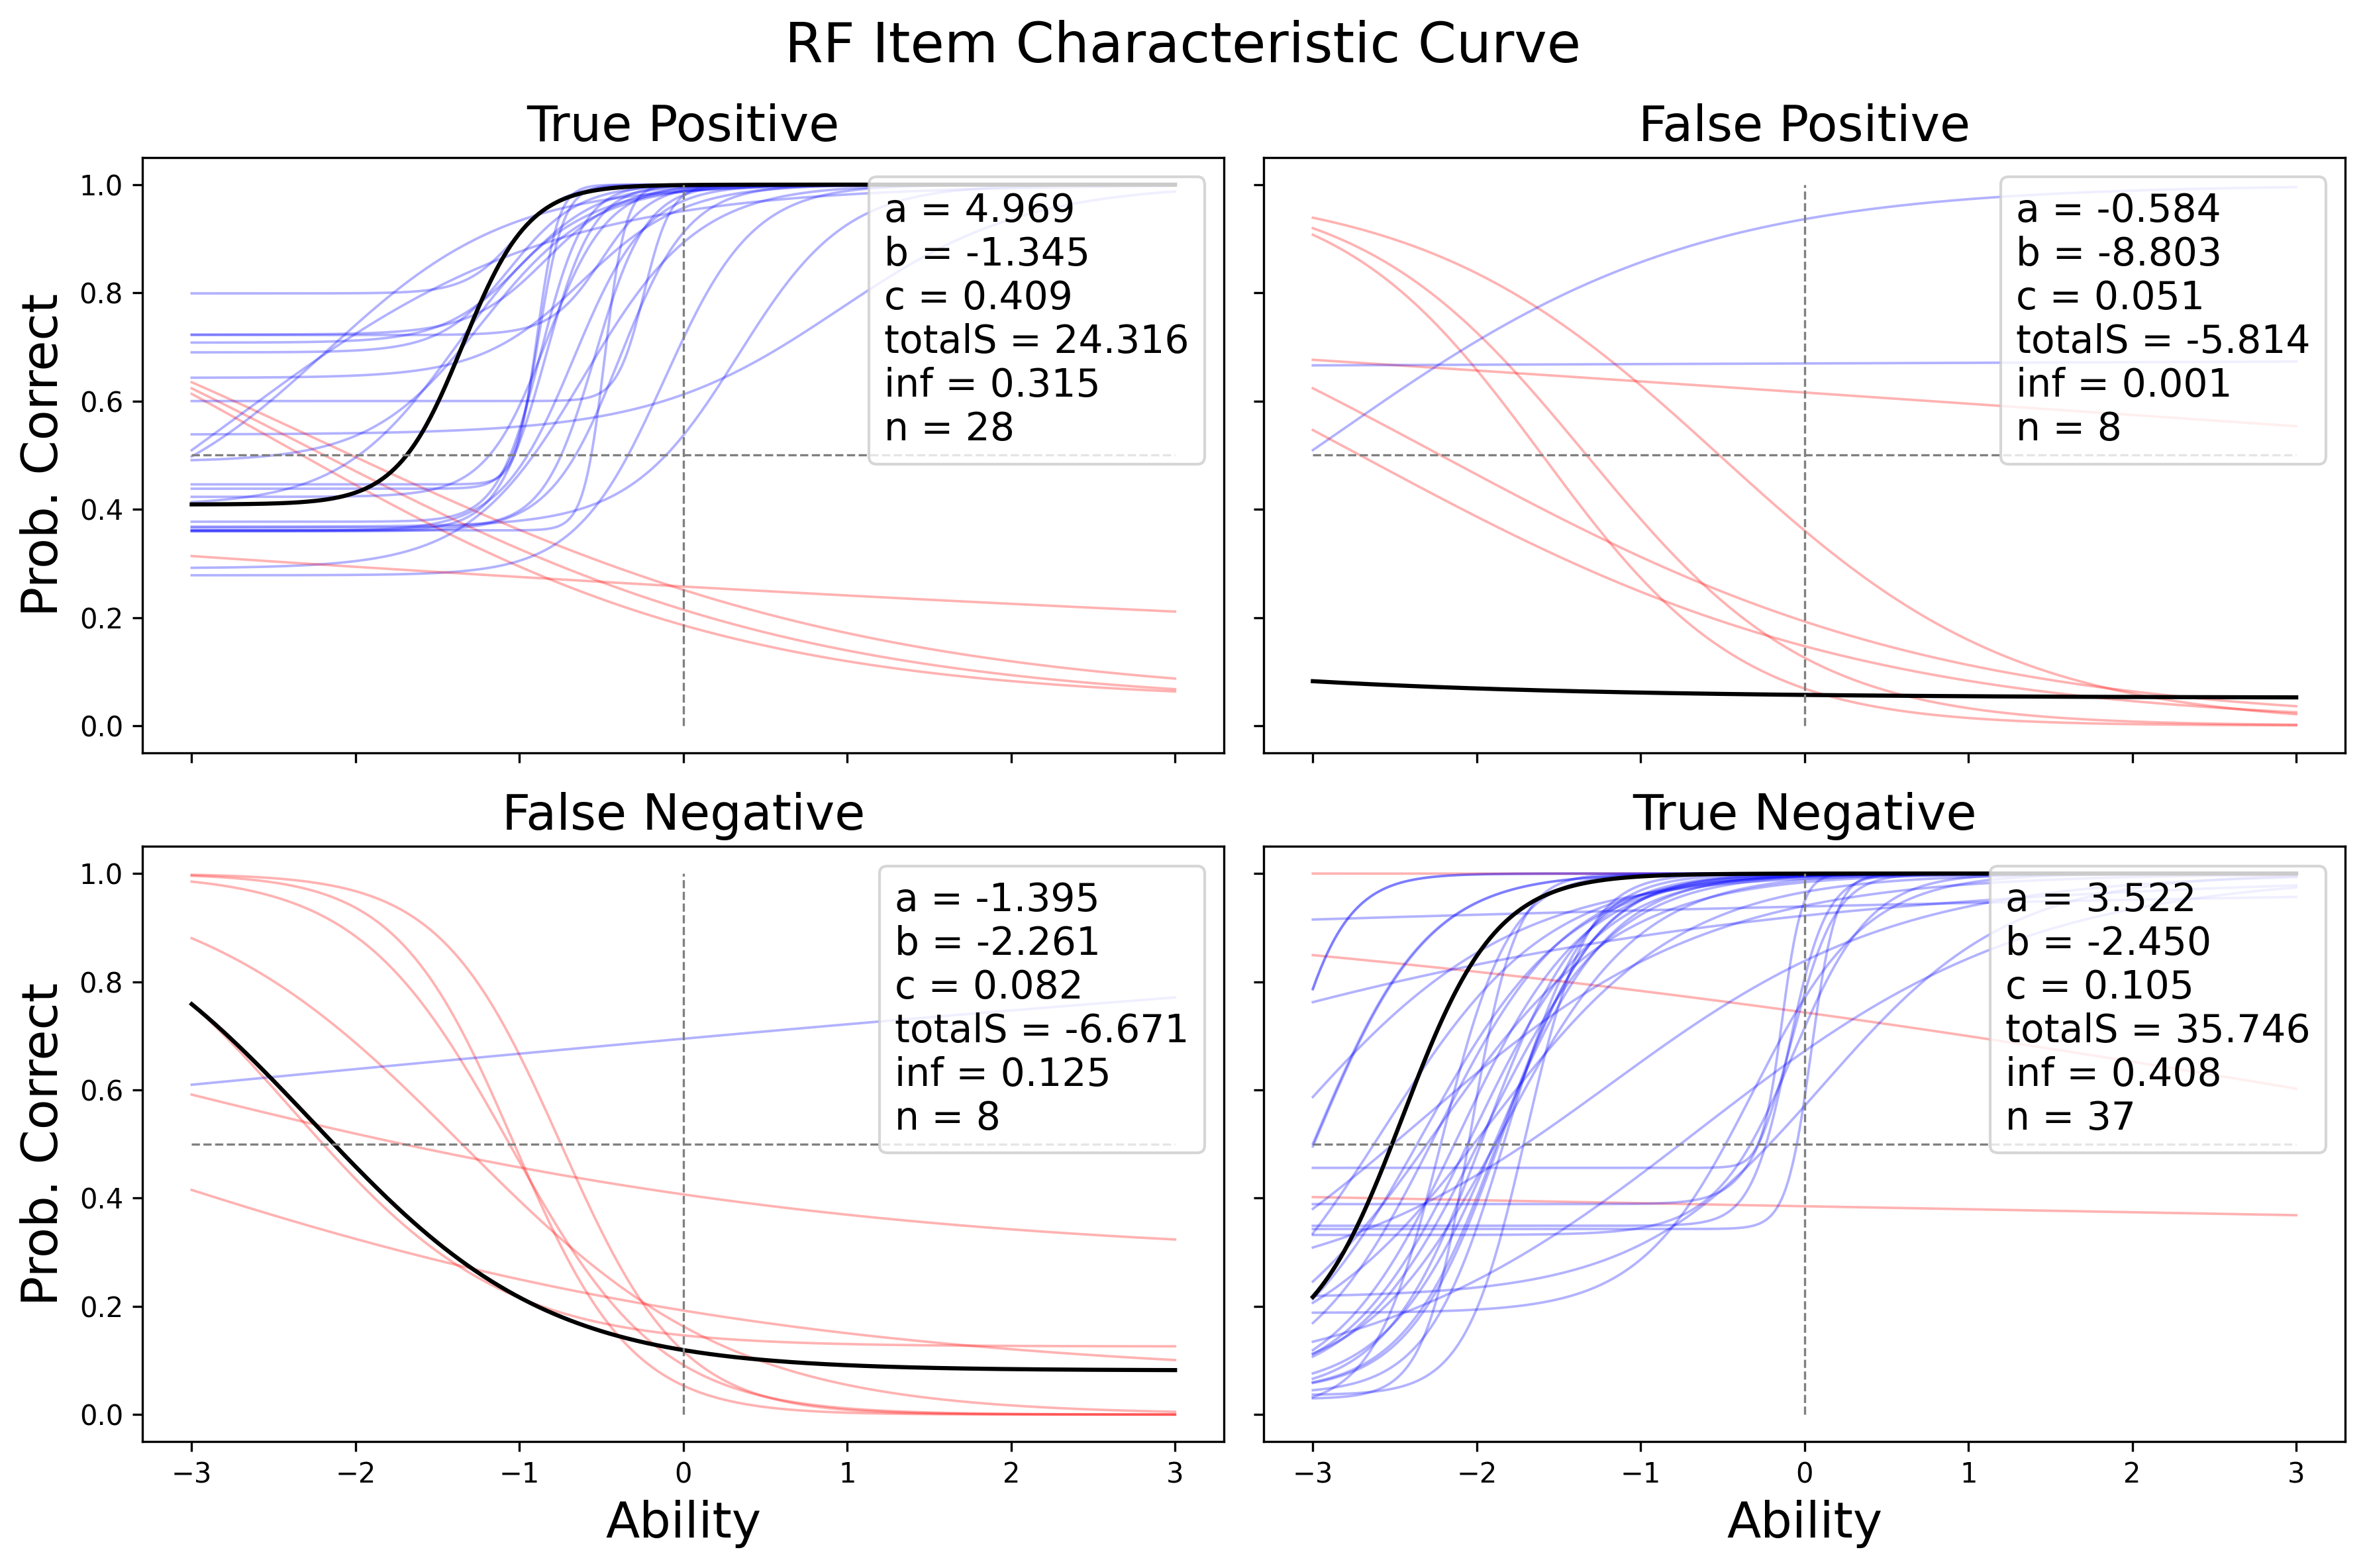 RF Item Characteristic Curve
True Positive
False Positive
Prob. Correct
1.0
0.8
0.6
0.4
0.2
0.0
a = 4.969
b = -1.345
c = 0.409
totalS = 24.316
inf = 0.315
n = 28
a = -0.584
b = -8.803
c = 0.051
totalS = -5.814
inf = 0.001
n = 8
False Negative
True Negative
Prob. Correct
1.0
0.8
0.6
0.4
0.2
0.0
a = -1.395
b = -2.261
c = 0.082
totalS = -6.671
inf = 0.125
n = 8
a = 3.522
b = -2.450
c = 0.105
totalS = 35.746
inf = 0.408
n = 37
−3 −2 −1 0 1 2 3
−3 −2 −1 0 1 2 3
Ability
Ability